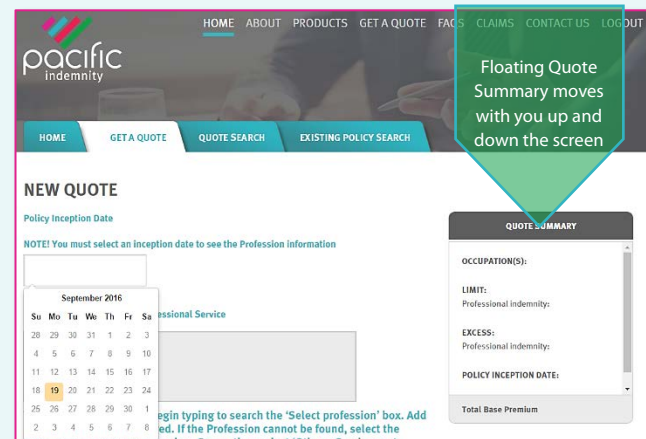 HOME ABOUT PRODUCTS GET A QUOTE FAQS CLAIMS CONTACT US LOGOUT
pacific
indemnity
Floating Quote
Summary moves
with you up and
down the screen
HOME GET A QUOTE QUOTE SEARCH EXISTING POLICY SEARCH
NEW QUOTE
Policy Inception Date
NOTE! You must select an inception date to see the Profession information
September 2016
Su Mo Tu We Th Fr Sa
28 29 30 31 1 2 3
4 5 6 7 8 9 10
11 12 13 14 15 16 17
18 19 20 21 22 23 24
25 26 27 28 29 30 1
2 3 4 5 6 7 8
essional Service
egin typing to search the ‘Select profession’ box. Add
ed. If the Profession cannot be found, select the
QUOTE SUMMARY
OCCUPATION(S):
LIMIT:
Professional indemnity:
EXCESS:
Professional indemnity:
POLICY INCEPTION DATE:
Total Base Premium